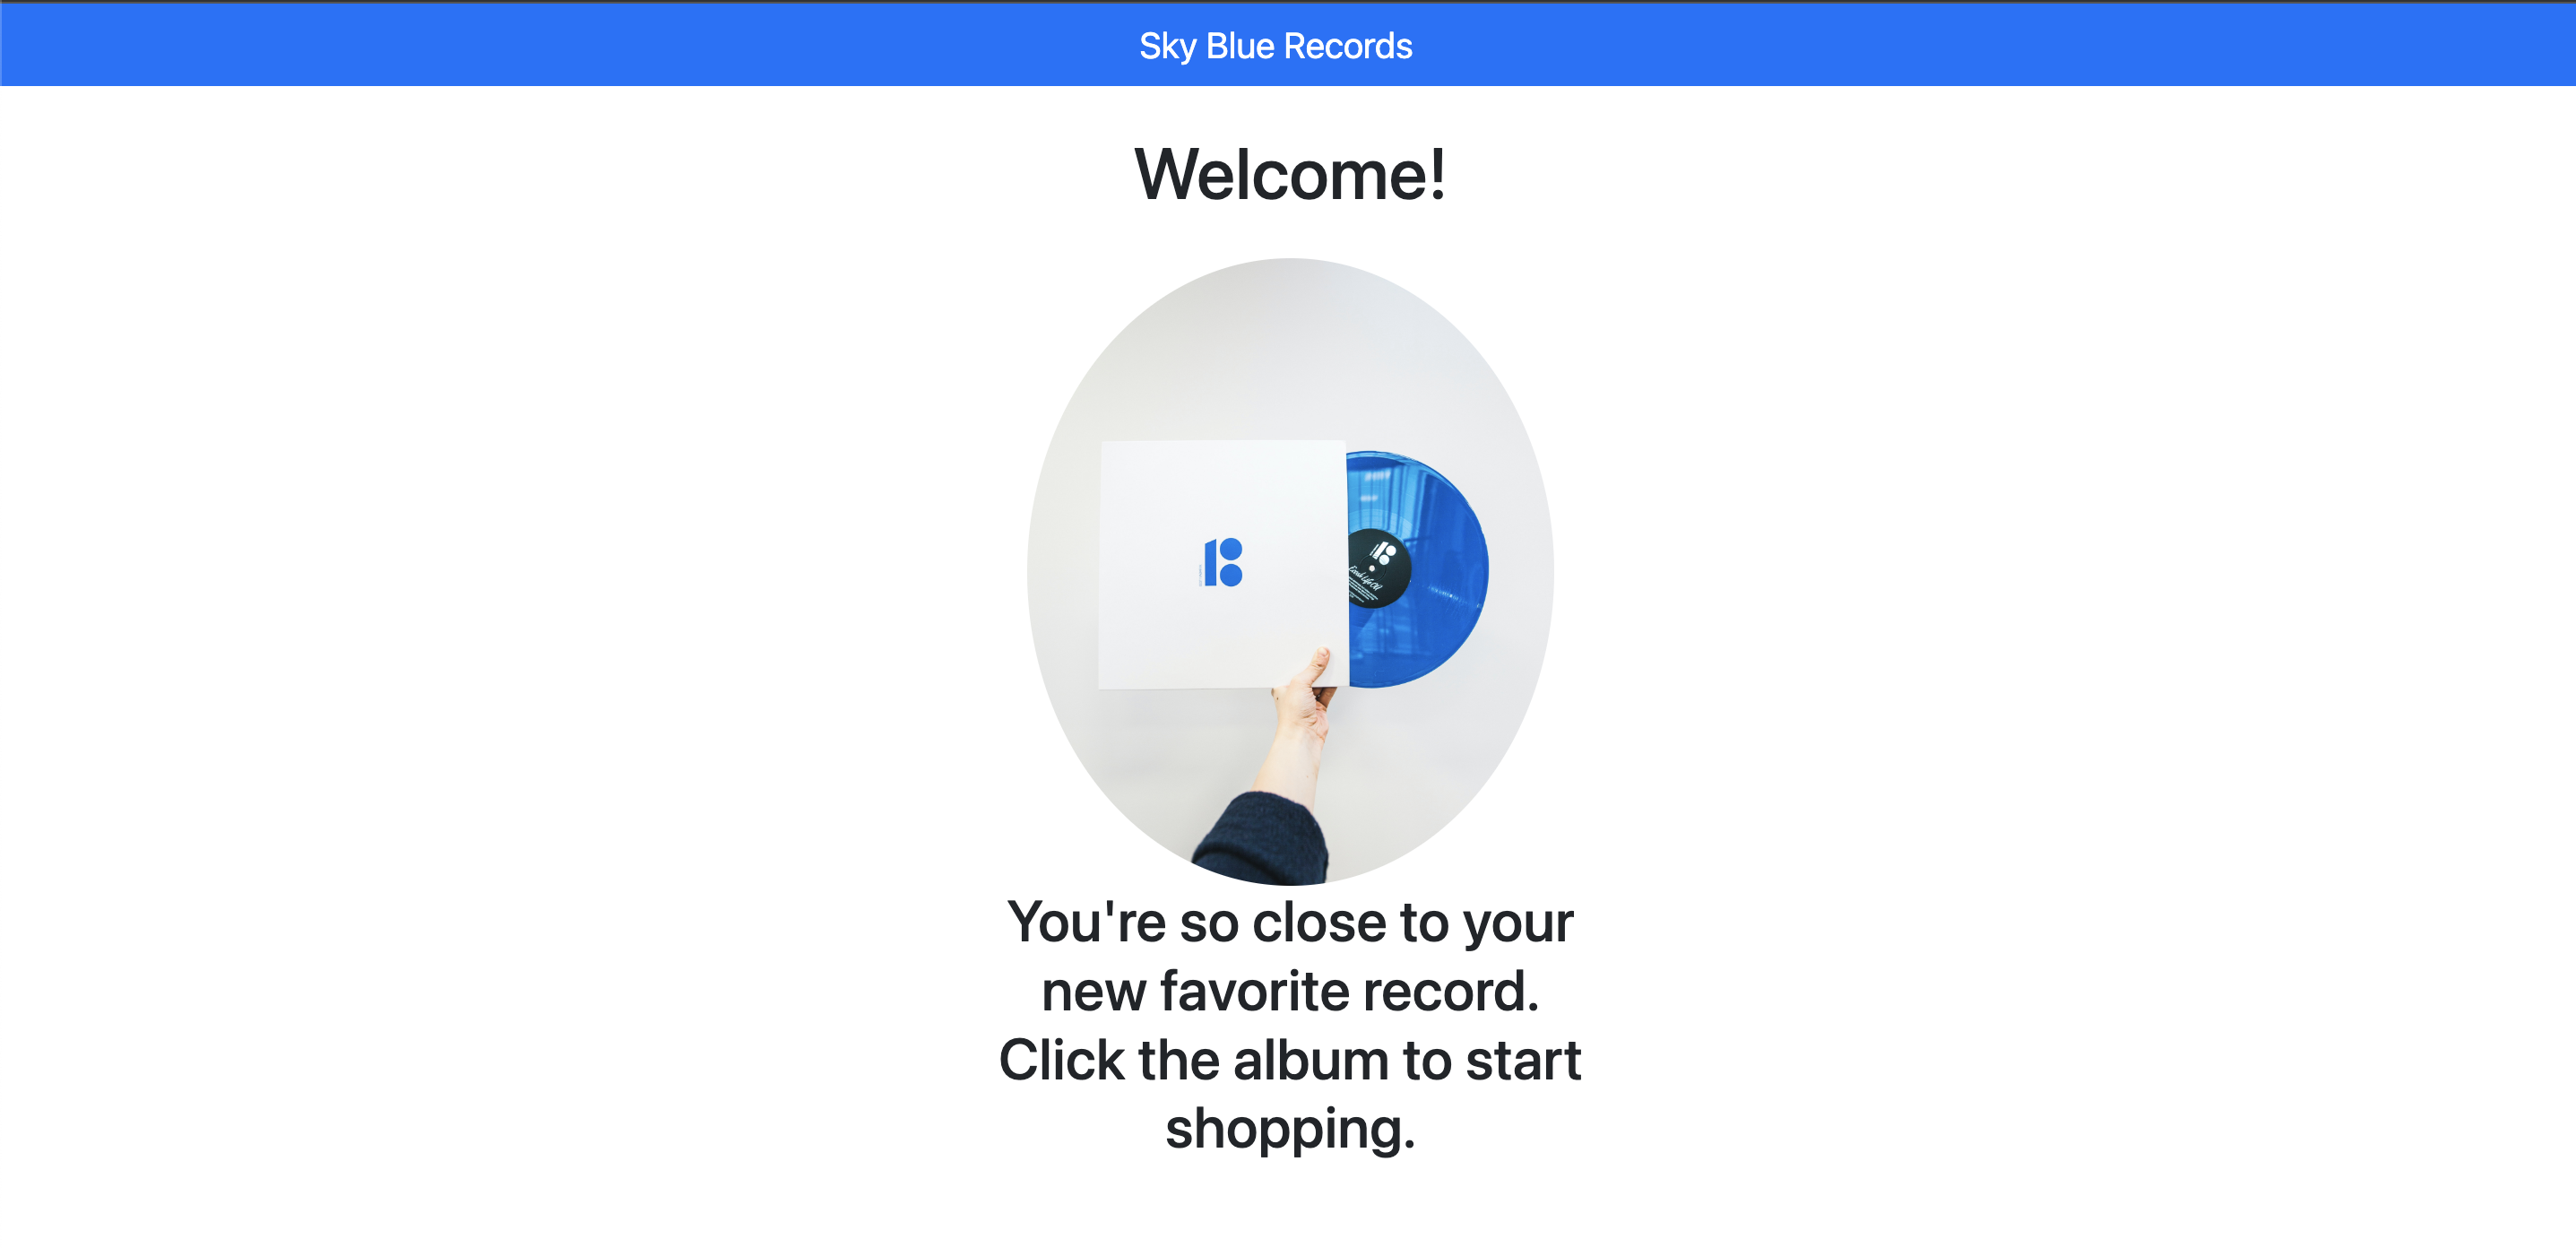 Sky Blue Records
Welcome!
You're so close to your
new favorite record.
Click the album to start
shopping.